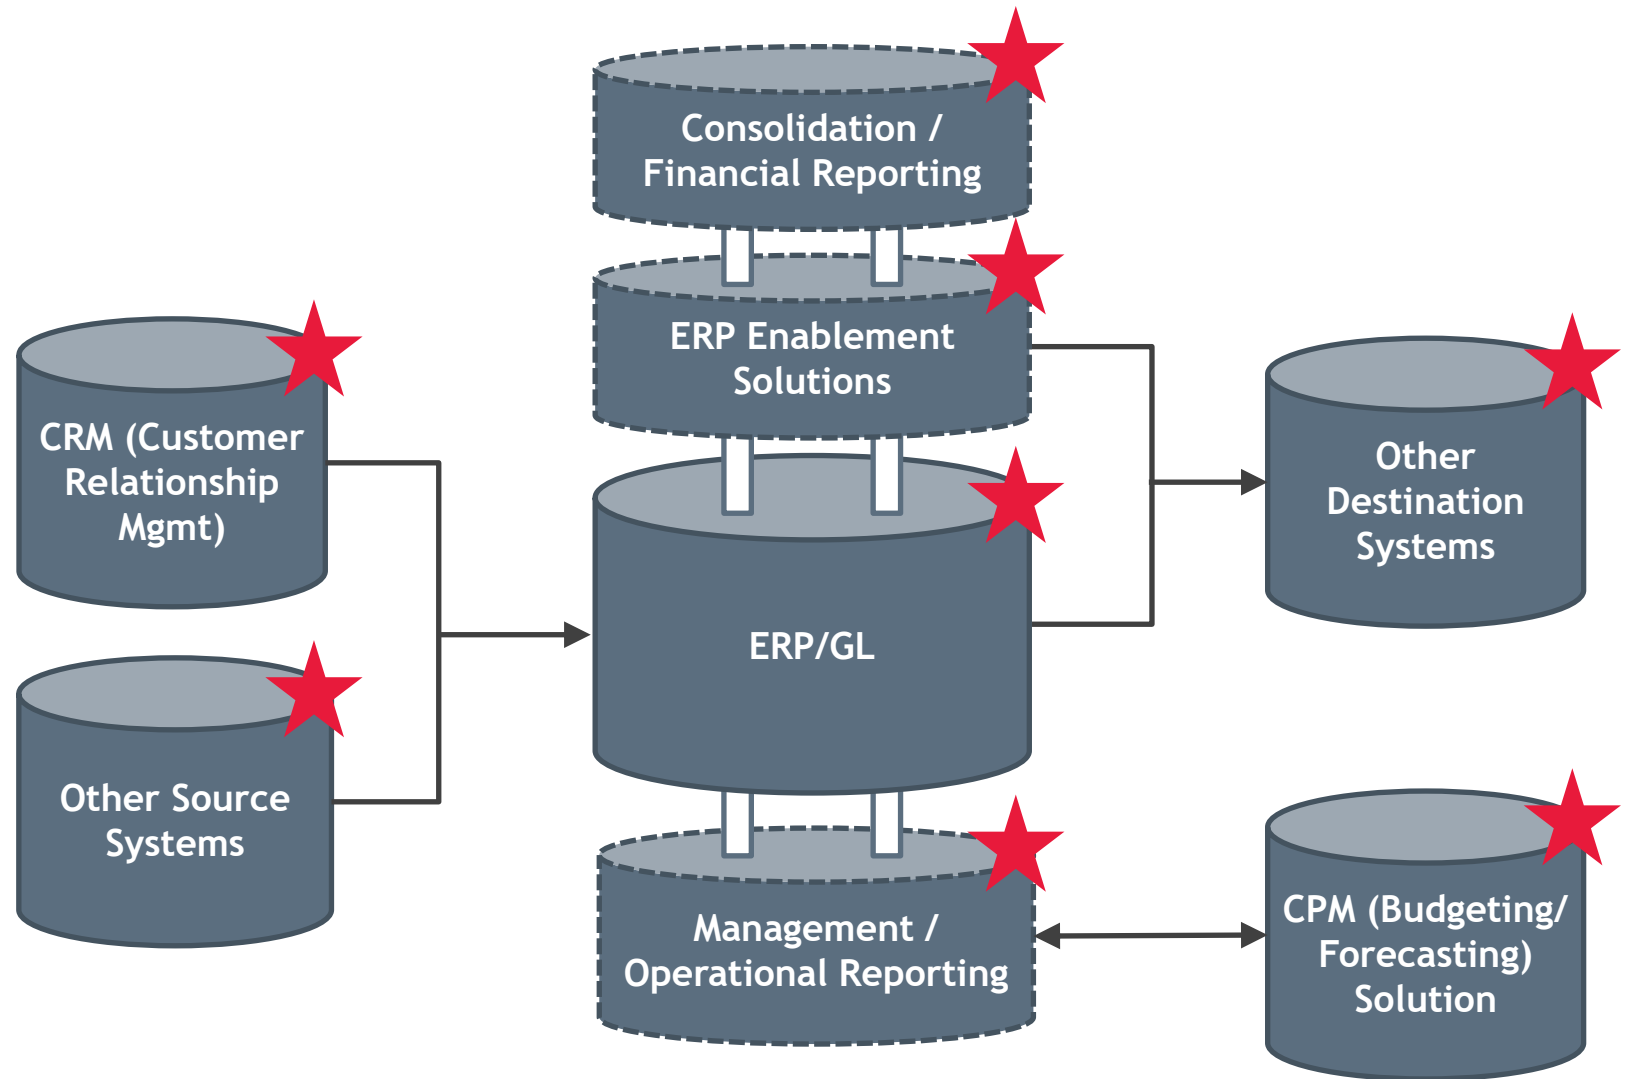 Consolidation /
Financial Reporting
ERP Enablement
Solutions
CRM (Customer
Relationship
Mgmt)
Other
Destination
Systems
ERP/GL
Other Source
Systems
Management /
Operational Reporting
CPM (Budgeting/
Forecasting)
Solution